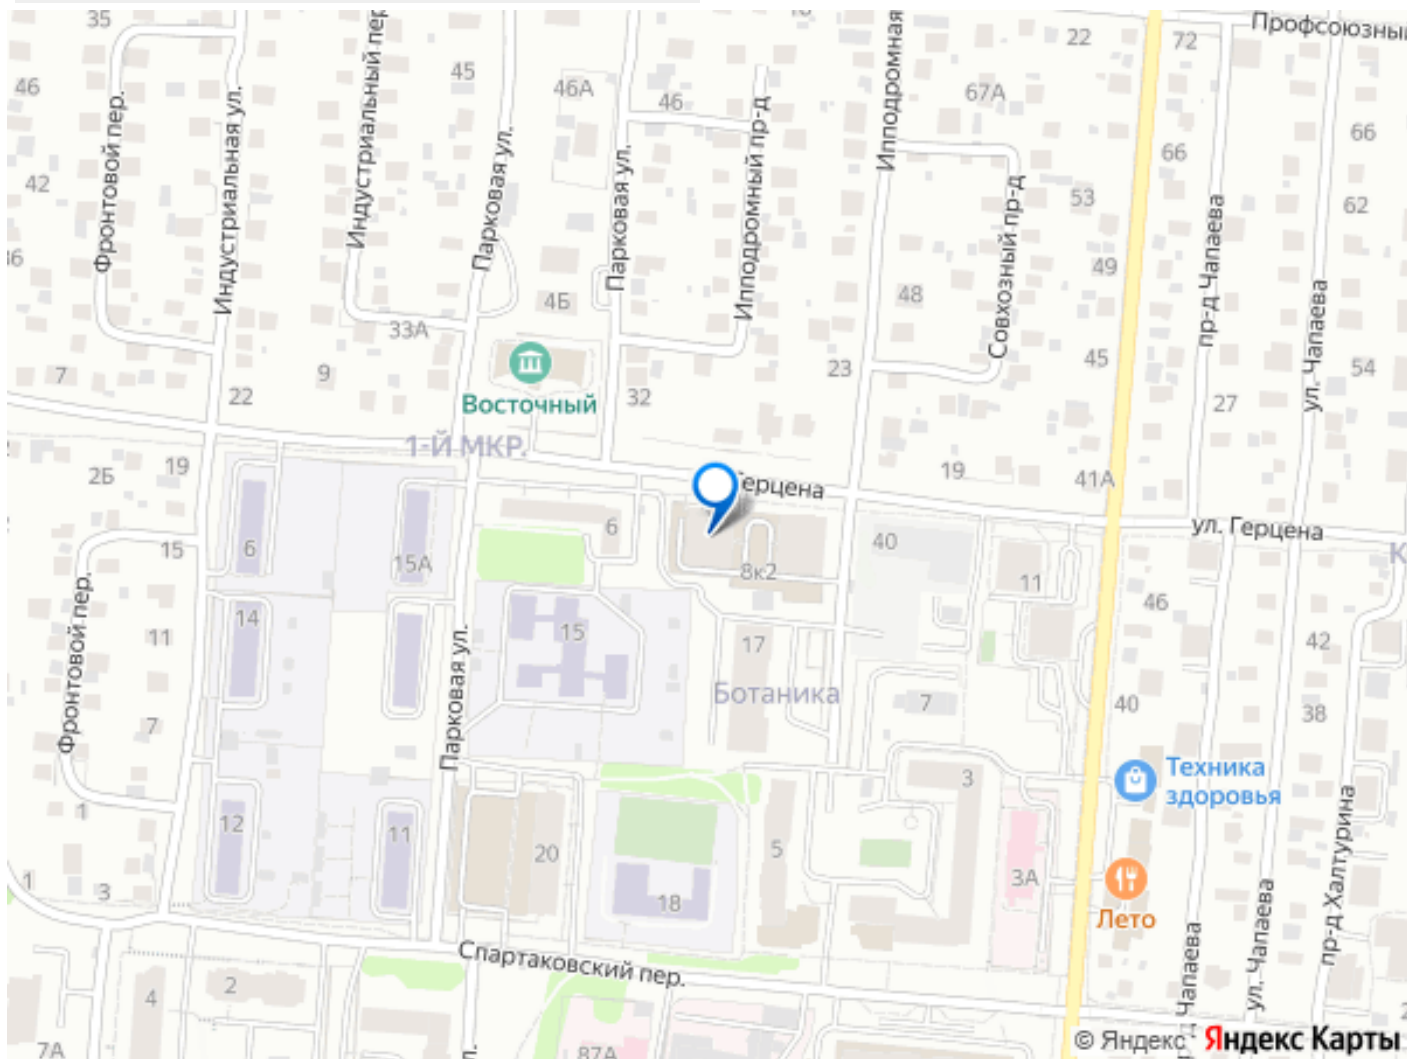 35
Индустриальный пер
Ипподромная
22
72
Профсоюзный
46
Фронтовой пер.
Индустриальная ул.
45
46А
46
Парковая ул.
Парковая ул.
Ипподромный пр-д
67А
66
66
42
53
62
Совхозный пр-д
пр-д Чапаева
ул. Чапаева
49
4Б
48
33А
45
7
9
22
Восточный
32
23
27
54
1-Й МКР.
19
2Б
19
41А
Герцена
ул. Герцена
К
15
6
15А
6
8к2
40
11
46
Фронтовой пер.
11
14
15
17
42
Парковая ул.
Ботаника
7
40
38
7
1
3
Техника
здоровья
12
11
20
5
3А
18
1
3
Лето
пр-д Халтурина
ул. Чапаева
Чапаева
Спартаковский пер.
4
2
7А
87А
© Яндекс Яндекс Карты